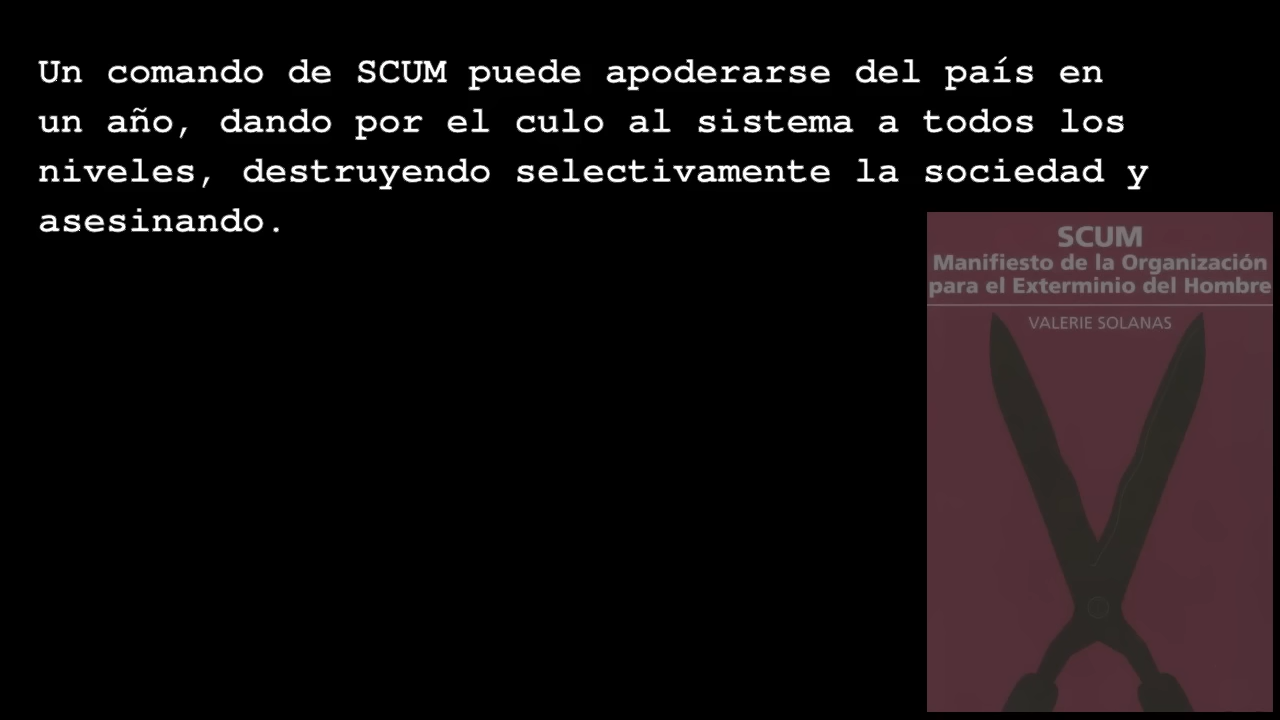 Un comando de SCUM puede apoderarse del país en
un año, dando por el culo al sistema a todos los
niveles, destruyendo selectivamente la sociedad y
asesinando.
SCUM
Manifiesto de la Organización
para el Exterminio del Hombre
VALERIE SOLANAS